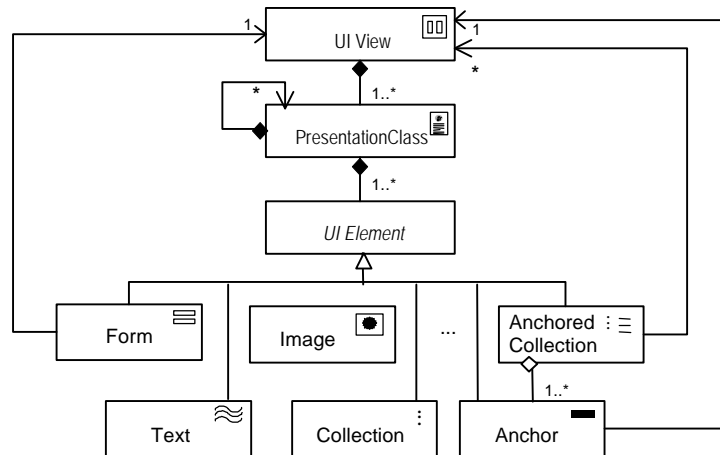 1
UI View
1
*
1..*
*
PresentationClass
1..*
UI Element
Form
Image
...
Anchored
Collection
1..*
Text
Collection
Anchor